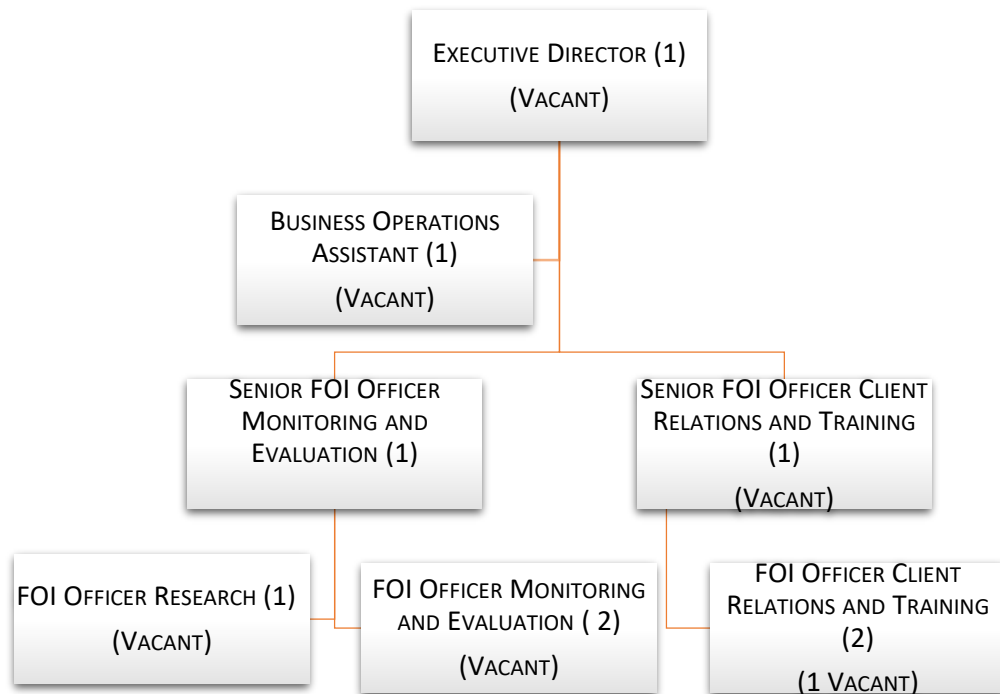 Executive Director (1)
(Vacant)
Business Operations
Assistant (1)
(Vacant)
Senior FOI Officer
Monitoring and
Evaluation (1)
Senior FOI Officer Client
Relations and Training
(1)
(Vacant)
FOI Officer Research (1)
(Vacant)
FOI Officer Monitoring
and Evaluation ( 2)
(Vacant)
FOI Officer Client
Relations and Training
(2)
(1 Vacant)